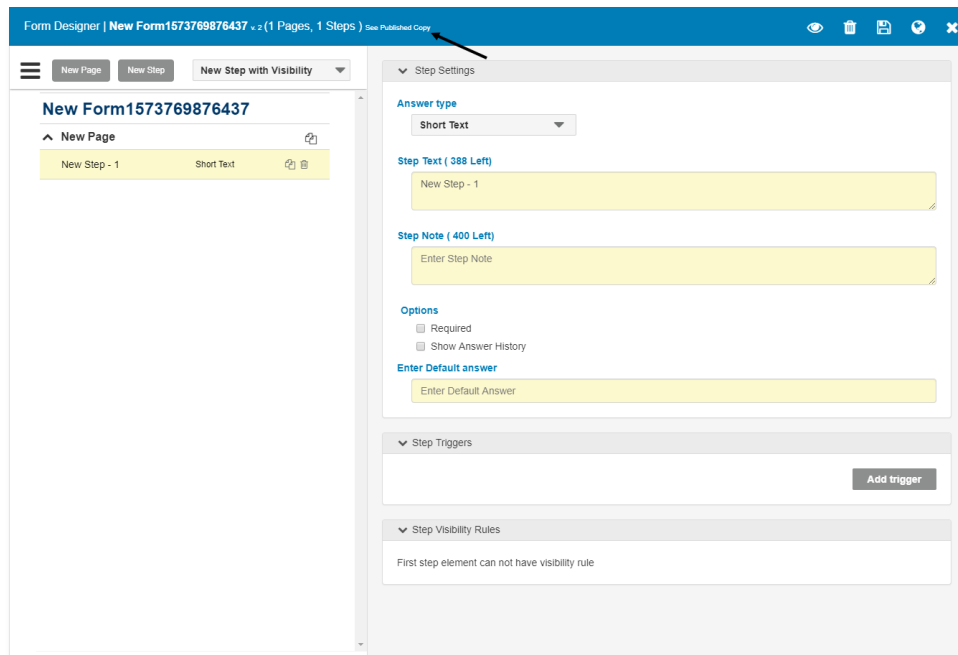 Form Designer | New Form1573769876437 v. 2 (1 Pages, 1 Steps ) See Published Copy
New Page
New Step
New Step with Visibility
New Form1573769876437
New Page
New Step - 1
Short Text
Step Settings
Answer type
Short Text
Step Text ( 388 Left)
New Step - 1
Step Note ( 400 Left)
Enter Step Note
Options
Required
Show Answer History
Enter Default answer
Enter Default Answer
Step Triggers
Add trigger
Step Visibility Rules
First step element can not have visibility rule